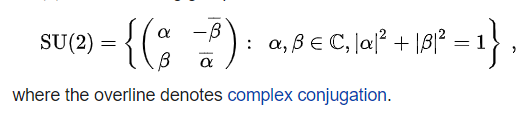 SU(2) = { ( α −β̅ ; β α̅ ) : α, β ∈ ℂ, |α|² + |β|² = 1 } ,
where the overline denotes complex conjugation.